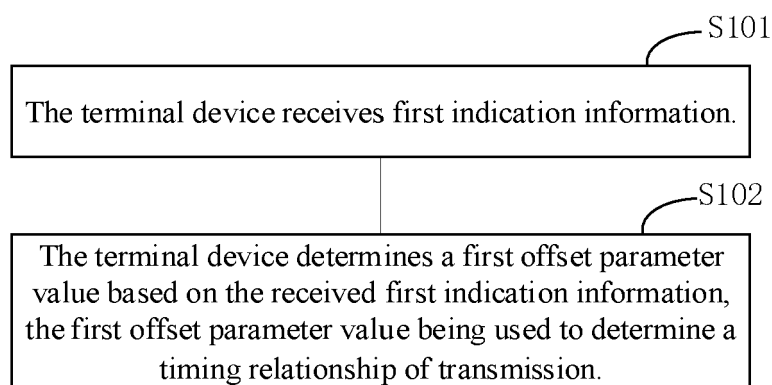 S101
The terminal device receives first indication information.
S102
The terminal device determines a first offset parameter
value based on the received first indication information,
the first offset parameter value being used to determine a
timing relationship of transmission.